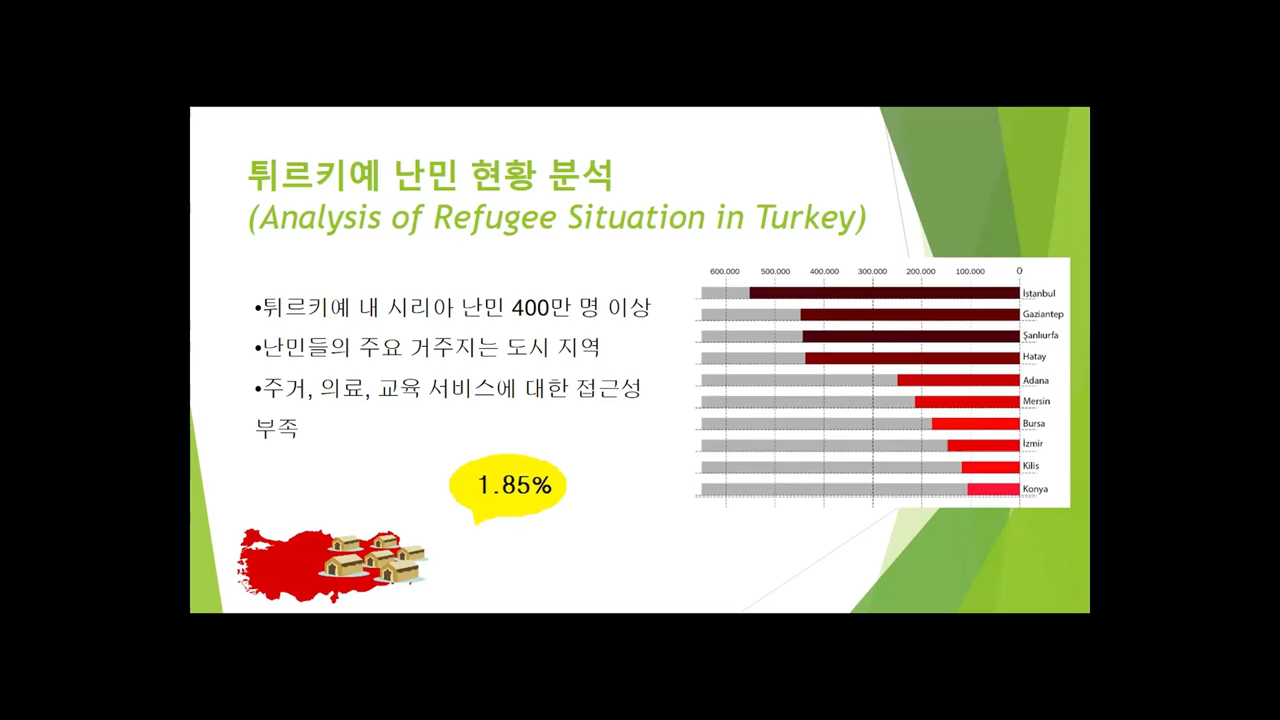 튀르키예 난민 현황 분석
(Analysis of Refugee Situation in Turkey)
•튀르키예 내 시리아 난민 400만 명 이상
•난민들의 주요 거주지는 도시 지역
•주거, 의료, 교육 서비스에 대한 접근성
부족
1.85%
600.000 500.000 400.000 300.000 200.000 100.000 0
İstanbul
Gaziantep
Şanlıurfa
Hatay
Adana
Mersin
Bursa
İzmir
Kilis
Konya